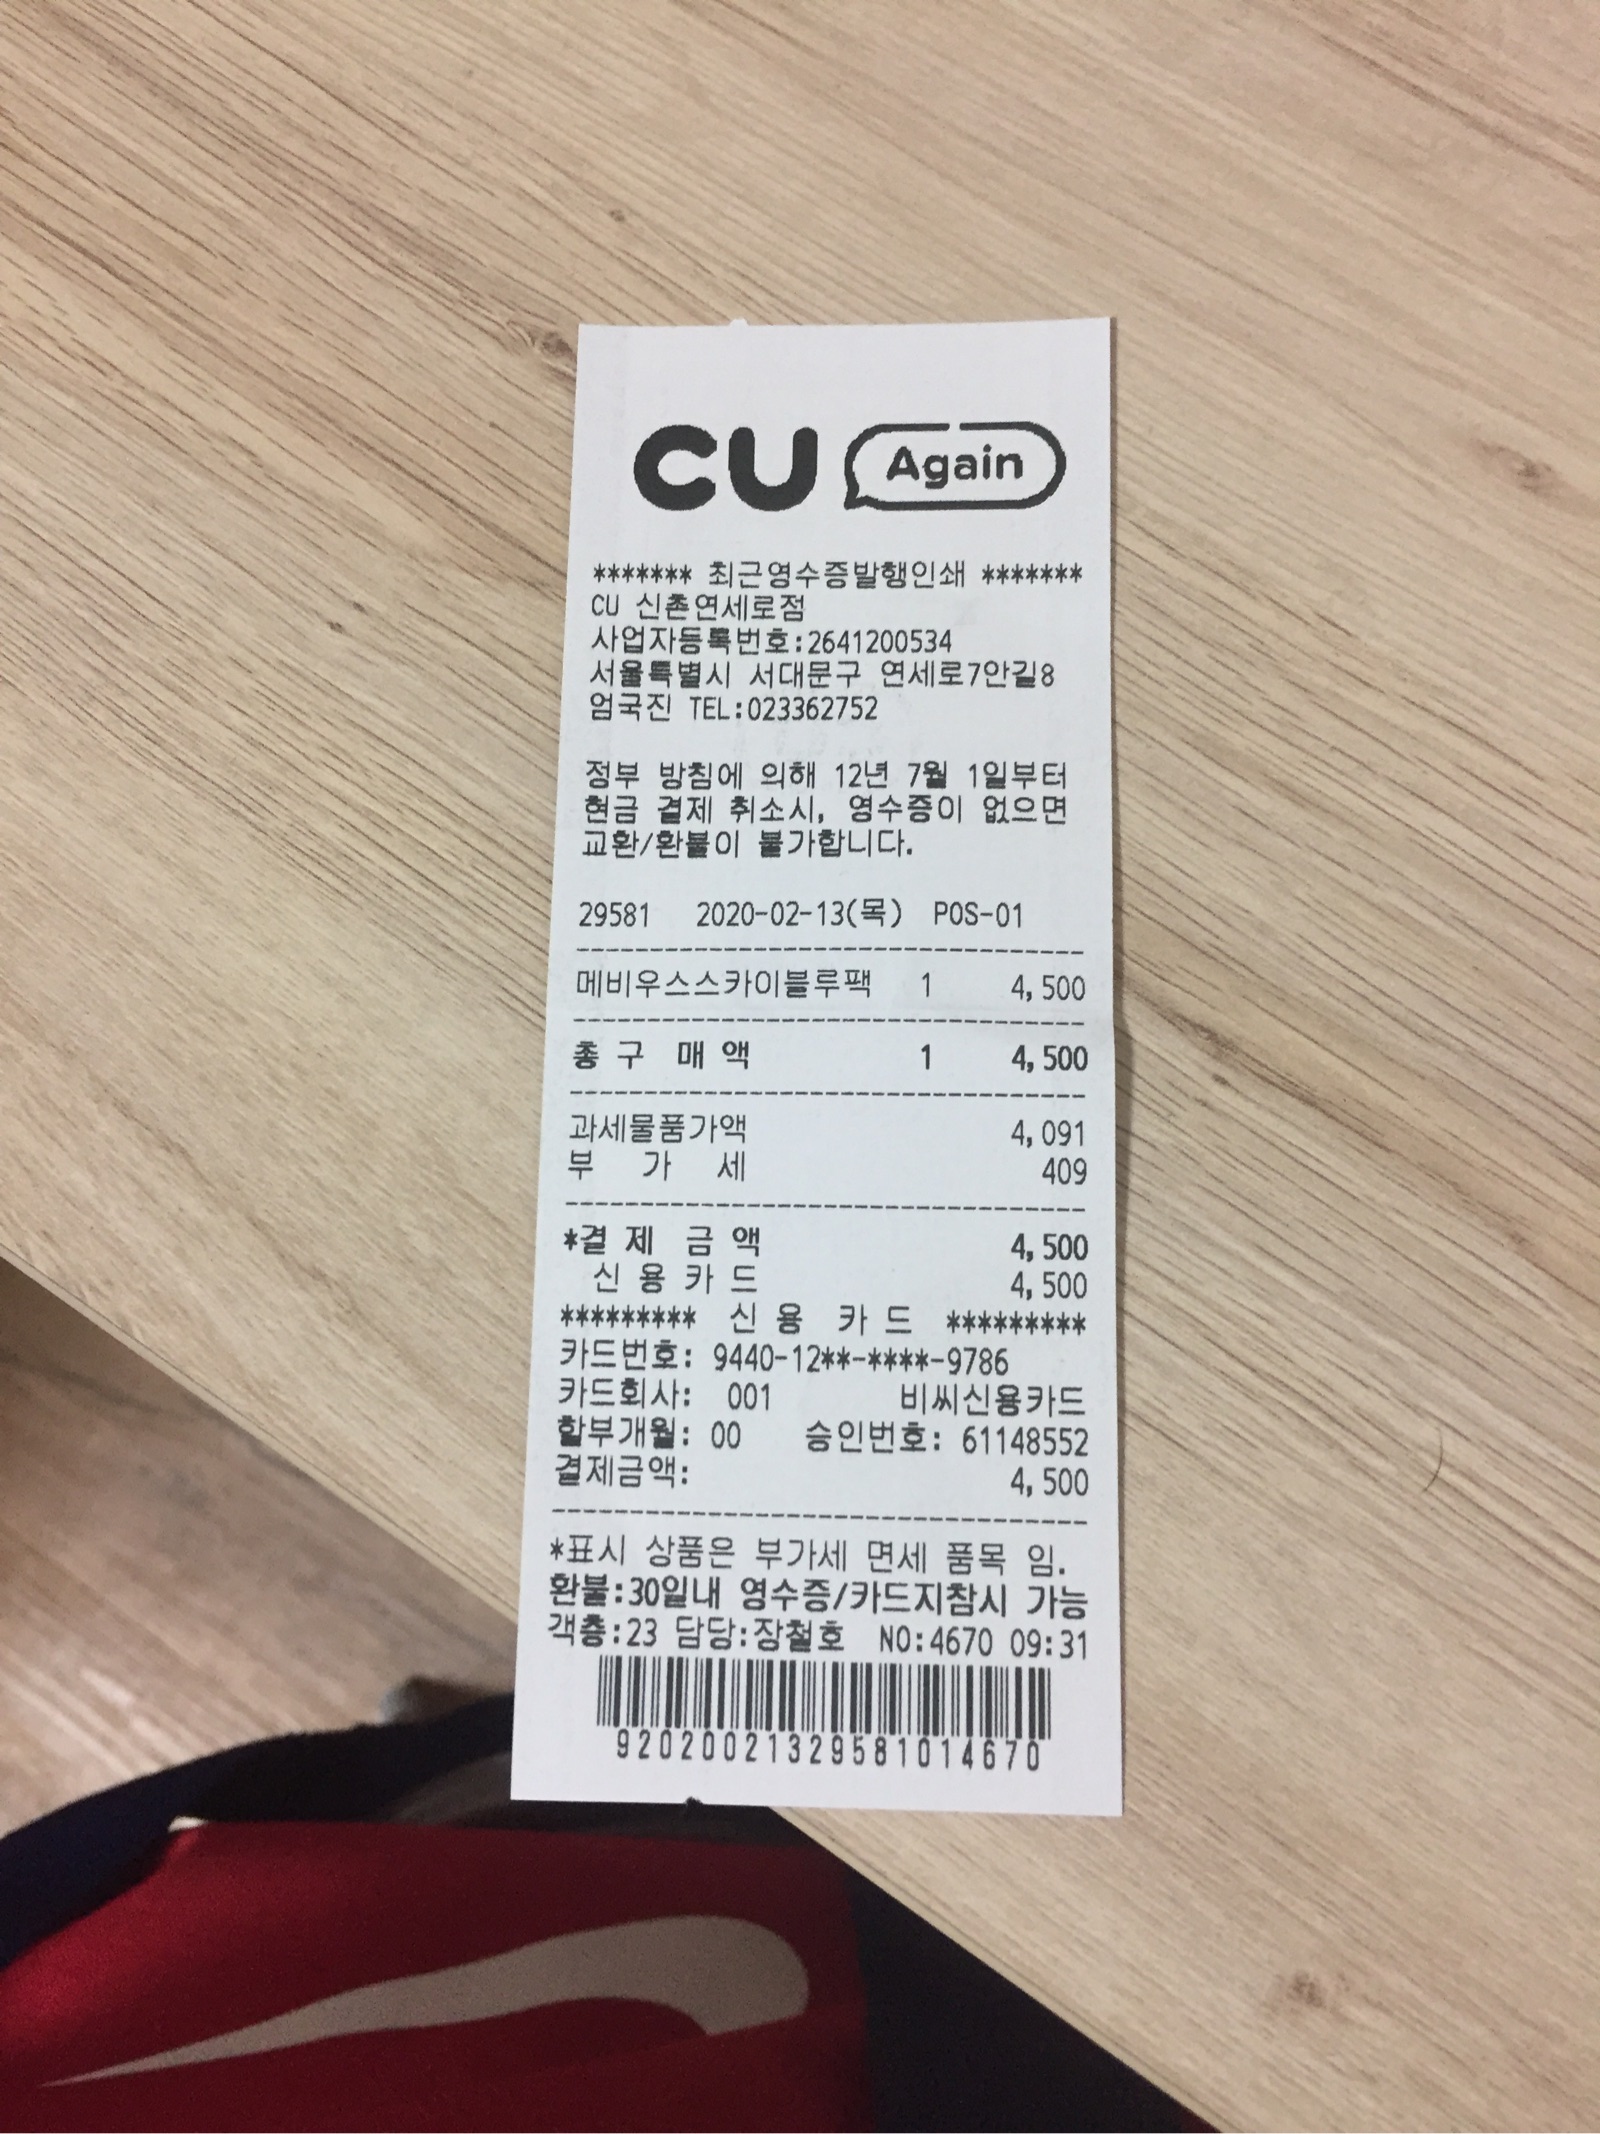 CU Again
******* 최근영수증발행인쇄 *******
CU 신촌연세로점
사업자등록번호:2641200534
서울특별시 서대문구 연세로7안길8
엄국진 TEL:023362752
정부 방침에 의해 12년 7월 1일부터
현금 결제 취소시, 영수증이 없으면
교환/환불이 불가합니다.
29581 2020-02-13(목) POS-01
메비우스스카이블루팩 1 4,500
총 구 매 액 1 4,500
과세물품가액 4,091
부 가 세 409
*결 제 금 액 4,500
신 용 카 드 4,500
********* 신 용 카 드 *********
카드번호: 9440-12**-****-9786
카드회사: 001 비씨신용카드
할부개월: 00 승인번호: 61148552
결제금액: 4,500
*표시 상품은 부가세 면세 품목 임.
환불:30일내 영수증/카드지참시 가능
객층:23 담당:장철호 NO:4670 09:31
92020021329581014670